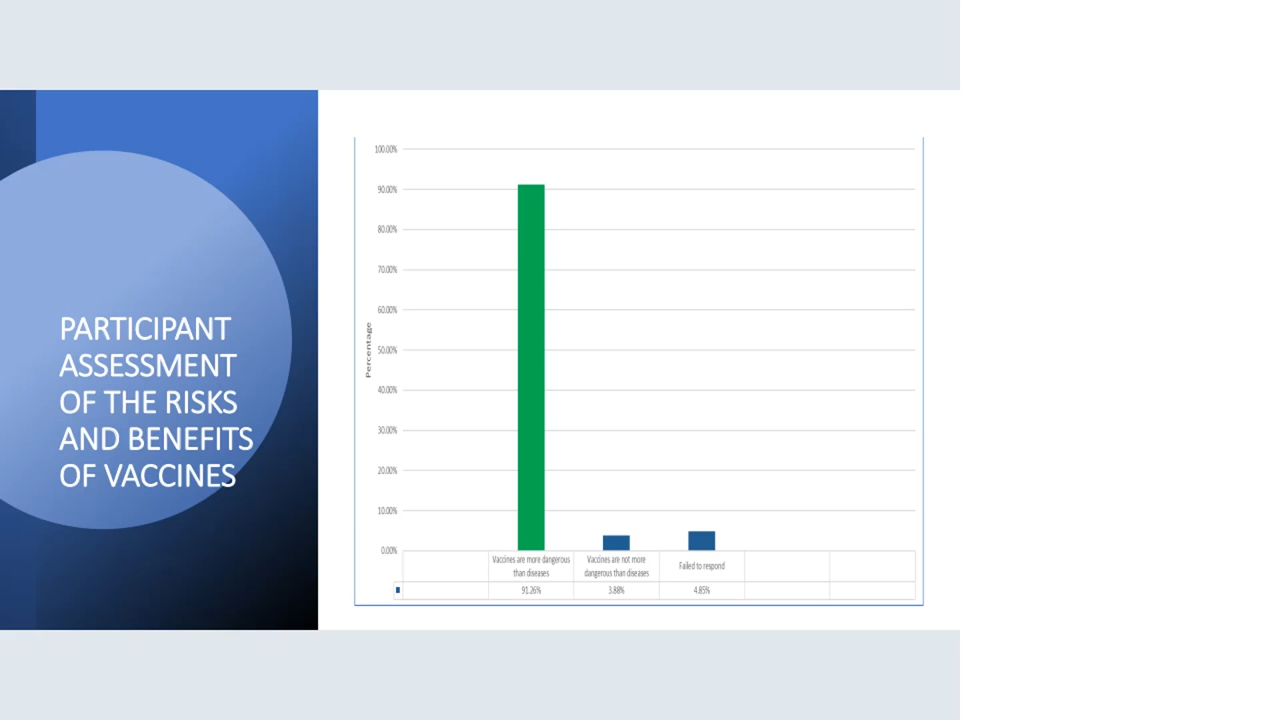 PARTICIPANT
ASSESSMENT
OF THE RISKS
AND BENEFITS
OF VACCINES
100.00%
90.00%
80.00%
70.00%
60.00%
50.00%
40.00%
30.00%
20.00%
10.00%
0.00%
Percentage
Vaccines are more dangerous
than diseases
Vaccines are not more
dangerous than diseases
Failed to respond
91.26%
3.88%
4.85%